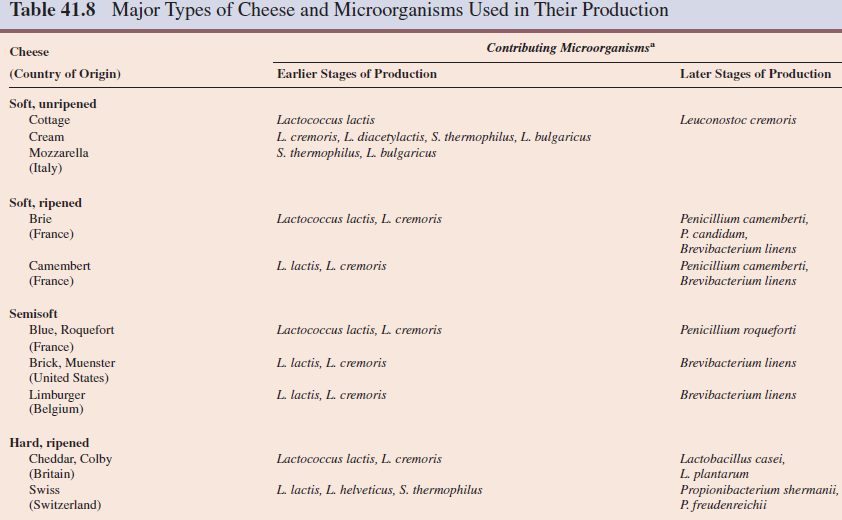 Table 41.8 Major Types of Cheese and Microorganisms Used in Their Production
Cheese Contributing Microorganismsᵃ
(Country of Origin) Earlier Stages of Production Later Stages of Production
Soft, unripened
Cottage Lactococcus lactis Leuconostoc cremoris
Cream L. cremoris, L. diacetylactis, S. thermophilus, L. bulgaricus
Mozzarella S. thermophilus, L. bulgaricus
(Italy)
Soft, ripened
Brie Lactococcus lactis, L. cremoris Penicillium camemberti,
(France) P. candidum,
Brevibacterium linens
Camembert L. lactis, L. cremoris Penicillium camemberti,
(France) Brevibacterium linens
Semisoft
Blue, Roquefort Lactococcus lactis, L. cremoris Penicillium roqueforti
(France)
Brick, Muenster L. lactis, L. cremoris Brevibacterium linens
(United States)
Limburger L. lactis, L. cremoris Brevibacterium linens
(Belgium)
Hard, ripened
Cheddar, Colby Lactococcus lactis, L. cremoris Lactobacillus casei,
(Britain) L. plantarum
Swiss L. lactis, L. helveticus, S. thermophilus Propionibacterium shermanii,
(Switzerland) P. freudenreichii